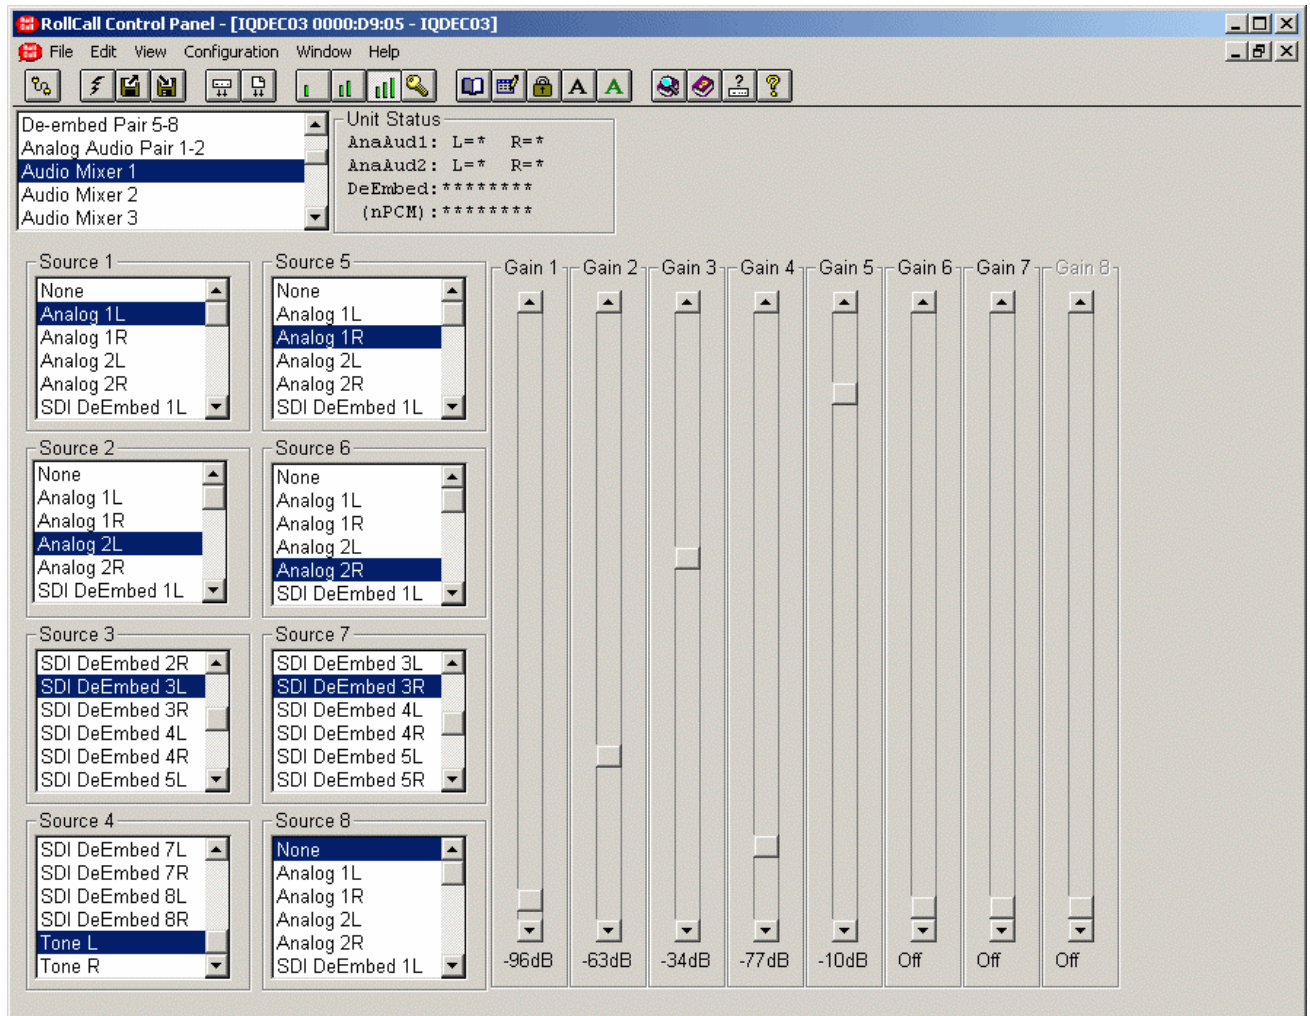 RollCall Control Panel - [IQDEC03 0000:D9:05 - IQDEC03]
File Edit View Configuration Window Help
De-embed Pair 5-8
Analog Audio Pair 1-2
Audio Mixer 1
Audio Mixer 2
Audio Mixer 3
Unit Status
AnaAud1: L=* R=*
AnaAud2: L=* R=*
DeEmbed:********
(nPCM):********
Source 1
None
Analog 1L
Analog 1R
Analog 2L
Analog 2R
SDI DeEmbed 1L
Source 5
None
Analog 1L
Analog 1R
Analog 2L
Analog 2R
SDI DeEmbed 1L
Source 2
None
Analog 1L
Analog 1R
Analog 2L
Analog 2R
SDI DeEmbed 1L
Source 6
None
Analog 1L
Analog 1R
Analog 2L
Analog 2R
SDI DeEmbed 1L
Source 3
SDI DeEmbed 2R
SDI DeEmbed 3L
SDI DeEmbed 3R
SDI DeEmbed 4L
SDI DeEmbed 4R
SDI DeEmbed 5L
Source 7
SDI DeEmbed 3L
SDI DeEmbed 3R
SDI DeEmbed 4L
SDI DeEmbed 4R
SDI DeEmbed 5L
SDI DeEmbed 5R
Source 4
SDI DeEmbed 7L
SDI DeEmbed 7R
SDI DeEmbed 8L
SDI DeEmbed 8R
Tone L
Tone R
Source 8
None
Analog 1L
Analog 1R
Analog 2L
Analog 2R
SDI DeEmbed 1L
Gain 1 Gain 2 Gain 3 Gain 4 Gain 5 Gain 6 Gain 7 Gain 8
-96dB -63dB -34dB -77dB -10dB Off Off Off